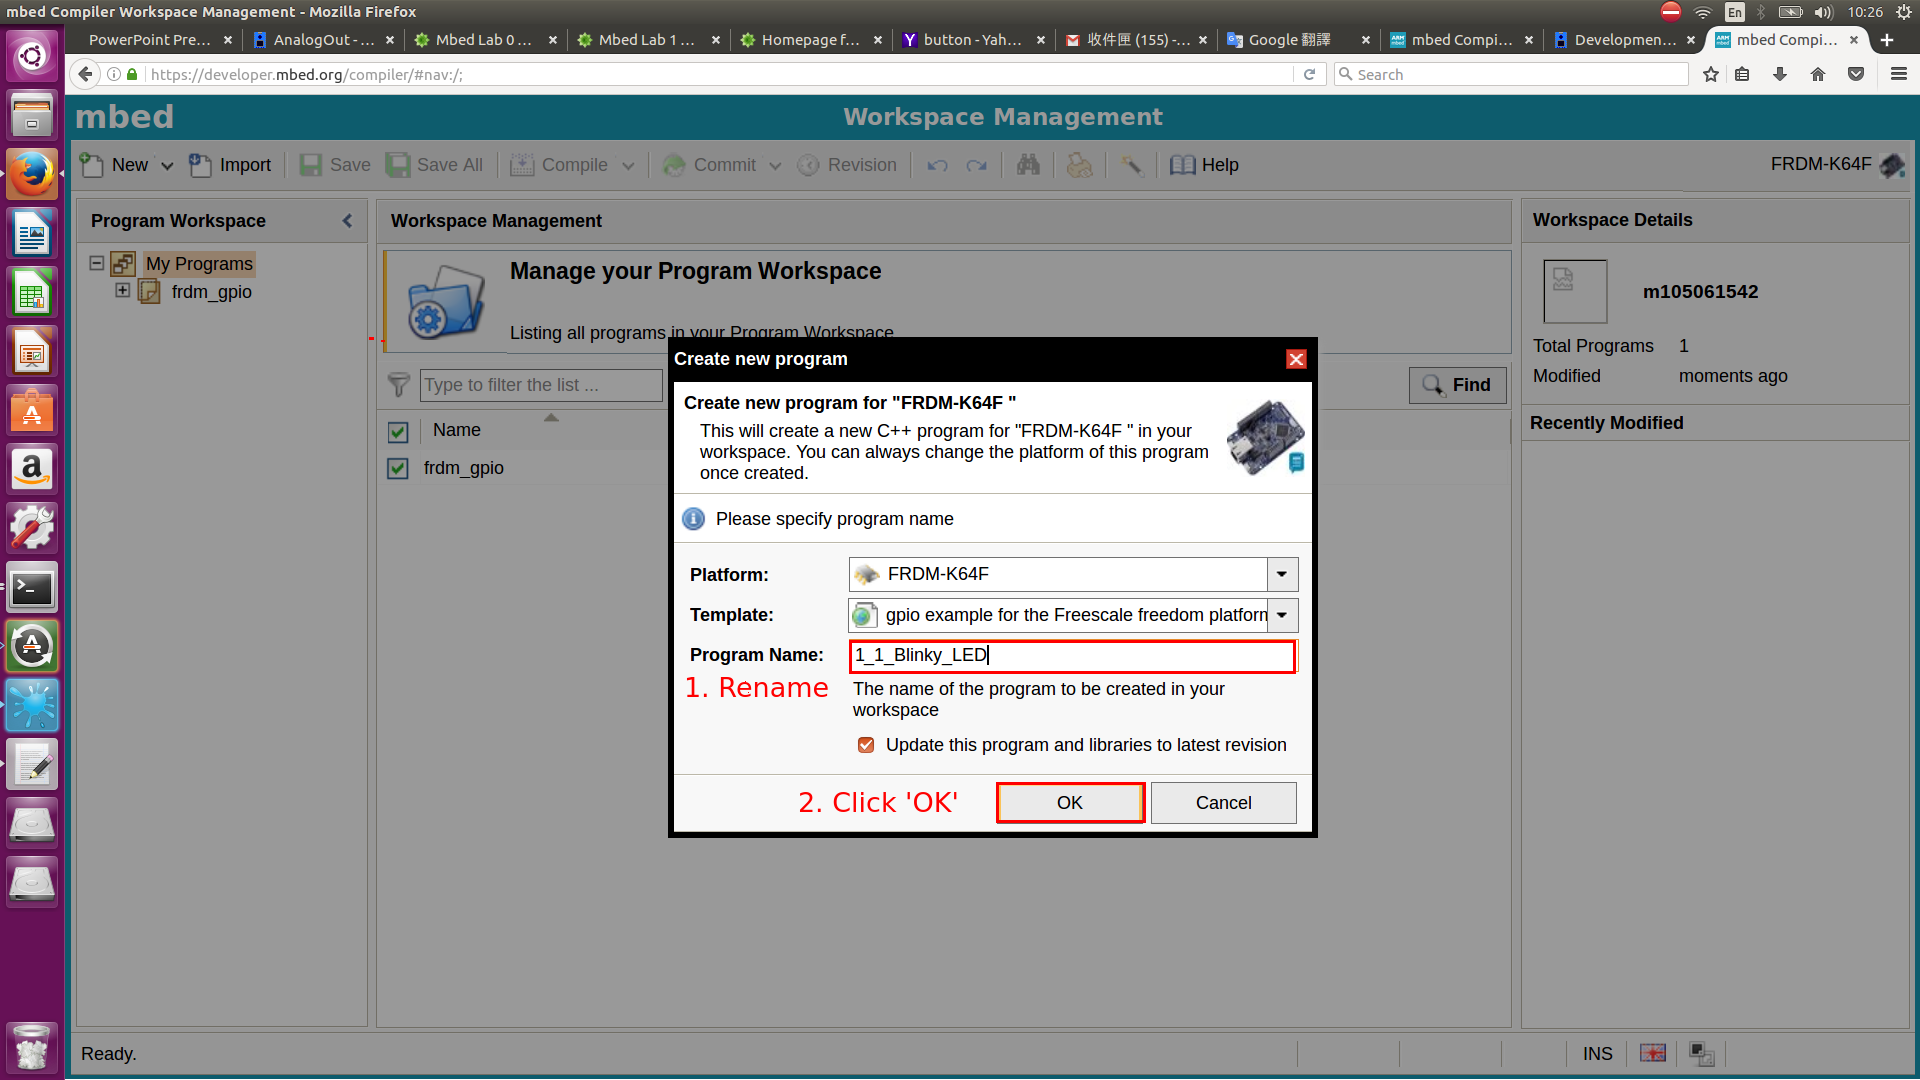 mbed Compiler Workspace Management - Mozilla Firefox
En
10:26
PowerPoint Pre...
AnalogOut - ...
Mbed Lab 0 ...
Mbed Lab 1 ...
Homepage f...
button - Yah...
收件匣 (155) -...
Google 翻譯
mbed Compi...
Developmen...
mbed Compi...
https://developer.mbed.org/compiler/#nav:/;
Search
mbed
Workspace Management
New
Import
Save
Save All
Compile
Commit
Revision
Help
FRDM-K64F
Program Workspace
My Programs
frdm_gpio
Workspace Management
Manage your Program Workspace
Listing all programs in your Program Workspace
Type to filter the list ...
Find
Name
frdm_gpio
Workspace Details
m105061542
Total Programs 1
Modified moments ago
Recently Modified
Create new program
Create new program for "FRDM-K64F "
This will create a new C++ program for "FRDM-K64F " in your
workspace. You can always change the platform of this program
once created.
Please specify program name
Platform: FRDM-K64F
Template: gpio example for the Freescale freedom platform
Program Name: 1_1_Blinky_LED
1. Rename
The name of the program to be created in your
workspace
Update this program and libraries to latest revision
2. Click 'OK'
OK
Cancel
Ready.
INS